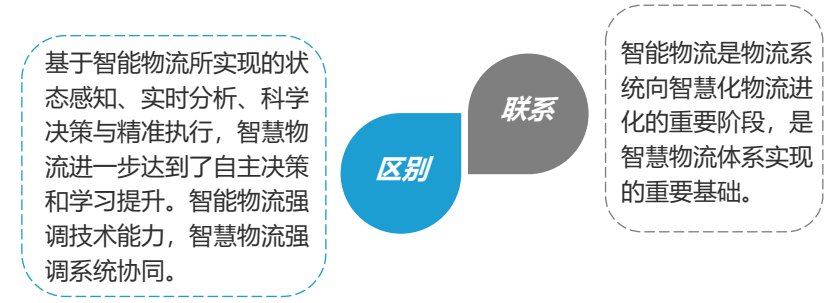 基于智能物流所实现的状
态感知、实时分析、科学
决策与精准执行，智慧物
流进一步达到了自主决策
和学习提升。智能物流强
调技术能力，智慧物流强
调系统协同。
区别
联系
智能物流是物流系
统向智慧化物流进
化的重要阶段，是
智慧物流体系实现
的重要基础。